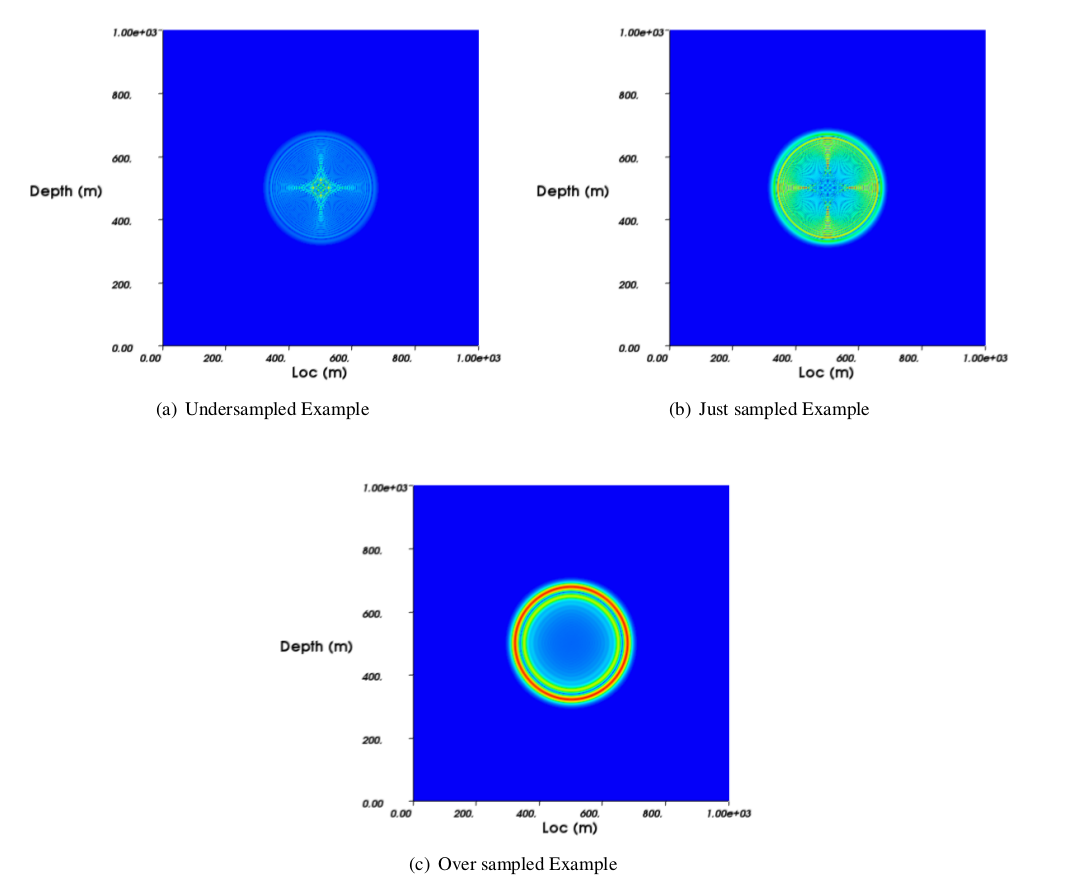 1.00e+03 1.00e+03
800. 800.
600. 600.
Depth (m) Depth (m)
400. 400.
200. 200.
0.00 0.00
0.00 200. 400. 600. 800. 1.00e+03 0.00 200. 400. 600. 800. 1.00e+03
Loc (m) Loc (m)
(a) Undersampled Example (b) Just sampled Example
1.00e+03
800.
600.
Depth (m)
400.
200.
0.00
0.00 200. 400. 600. 800. 1.00e+03
Loc (m)
(c) Over sampled Example